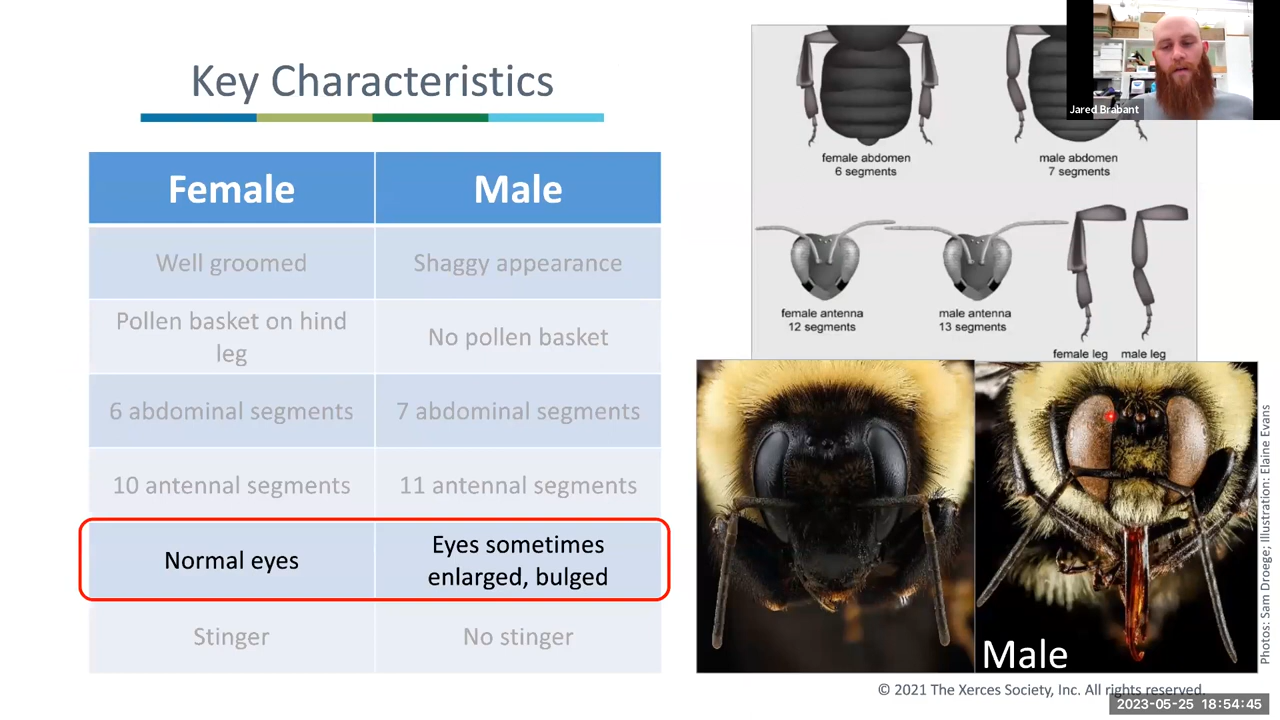 Key Characteristics
Female
Male
Well groomed
Shaggy appearance
Pollen basket on hind
leg
No pollen basket
6 abdominal segments
7 abdominal segments
10 antennal segments
11 antennal segments
Normal eyes
Eyes sometimes
enlarged, bulged
Stinger
No stinger
female abdomen
6 segments
male abdomen
7 segments
female antenna
12 segments
male antenna
13 segments
female leg
male leg
Male
Photos: Sam Droege; Illustration: Elaine Evans
© 2021 The Xerces Society, Inc. All rights reserved.
Jared Brabant
2023-05-25 18:54:45